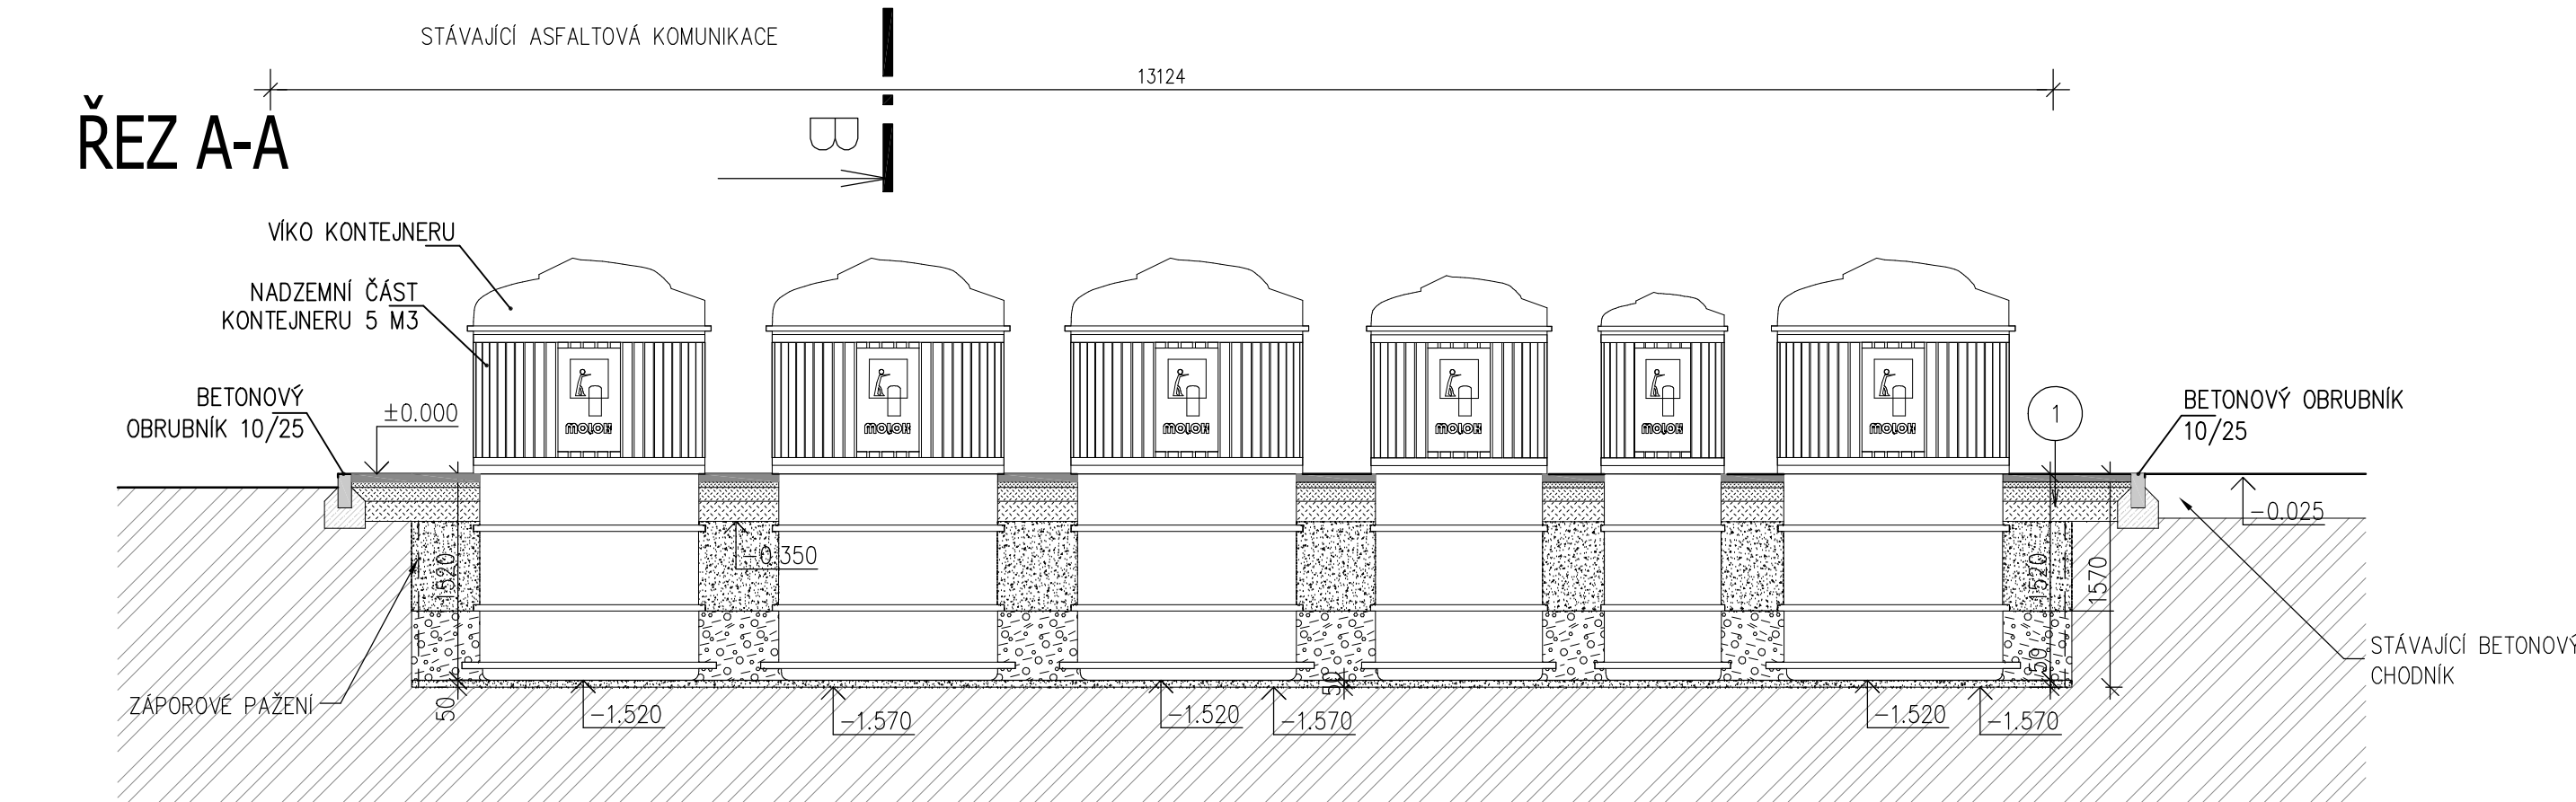 STÁVAJÍCÍ ASFALTOVÁ KOMUNIKACE
13124
ŘEZ A-A
B
VÍKO KONTEJNERU
NADZEMNÍ ČÁST
KONTEJNERU 5 M3
BETONOVÝ
OBRUBNÍK 10/25
±0.000
MOLOK
MOLOK
MOLOK
MOLOK
MOLOK
MOLOK
1
BETONOVÝ OBRUBNÍK
10/25
-0.025
-0.350
1520
1520
1570
STÁVAJÍCÍ BETONOVÝ
CHODNÍK
ZÁPOROVÉ PAŽENÍ
50
50
50
-1.520
-1.570
-1.520
-1.570
-1.520
-1.570